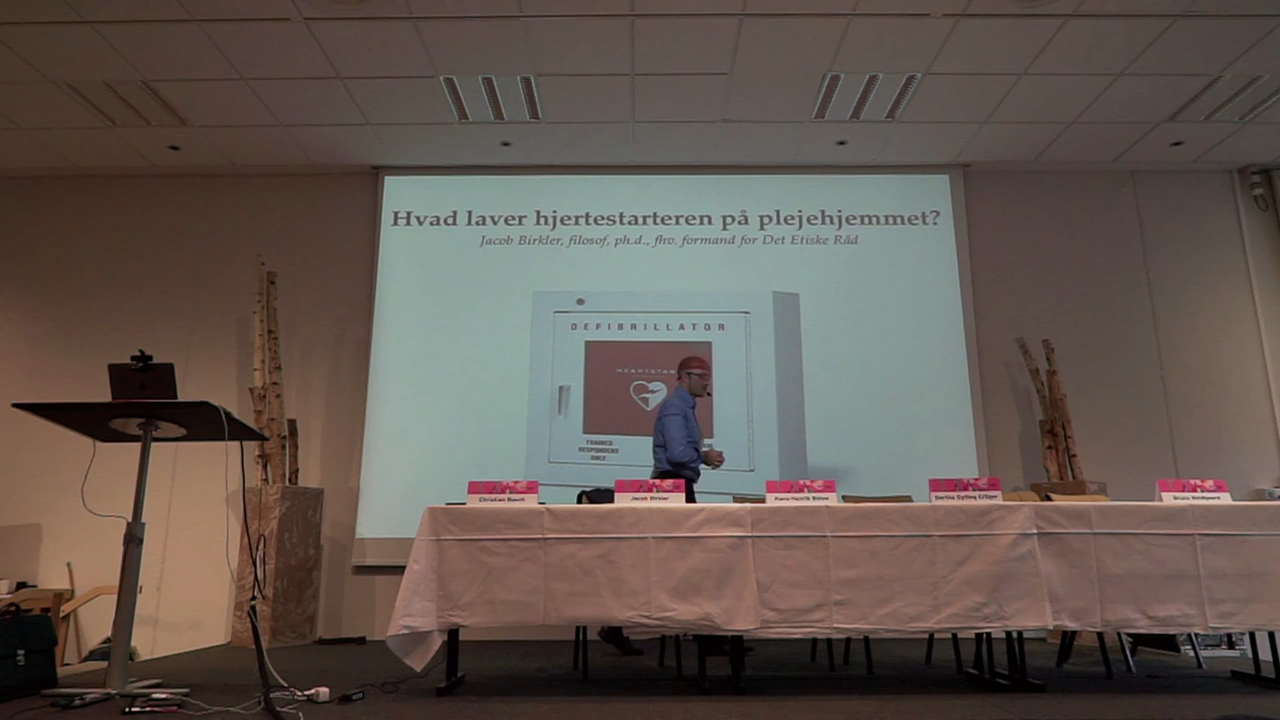 Hvad laver hjertestarteren på plejehjemmet?
Jacob Birkler, filosof, ph.d., fhv. formand for Det Etiske Råd
DEFIBRILLATOR
TRAINED
RESPONDERS
ONLY
Jacob Birkler